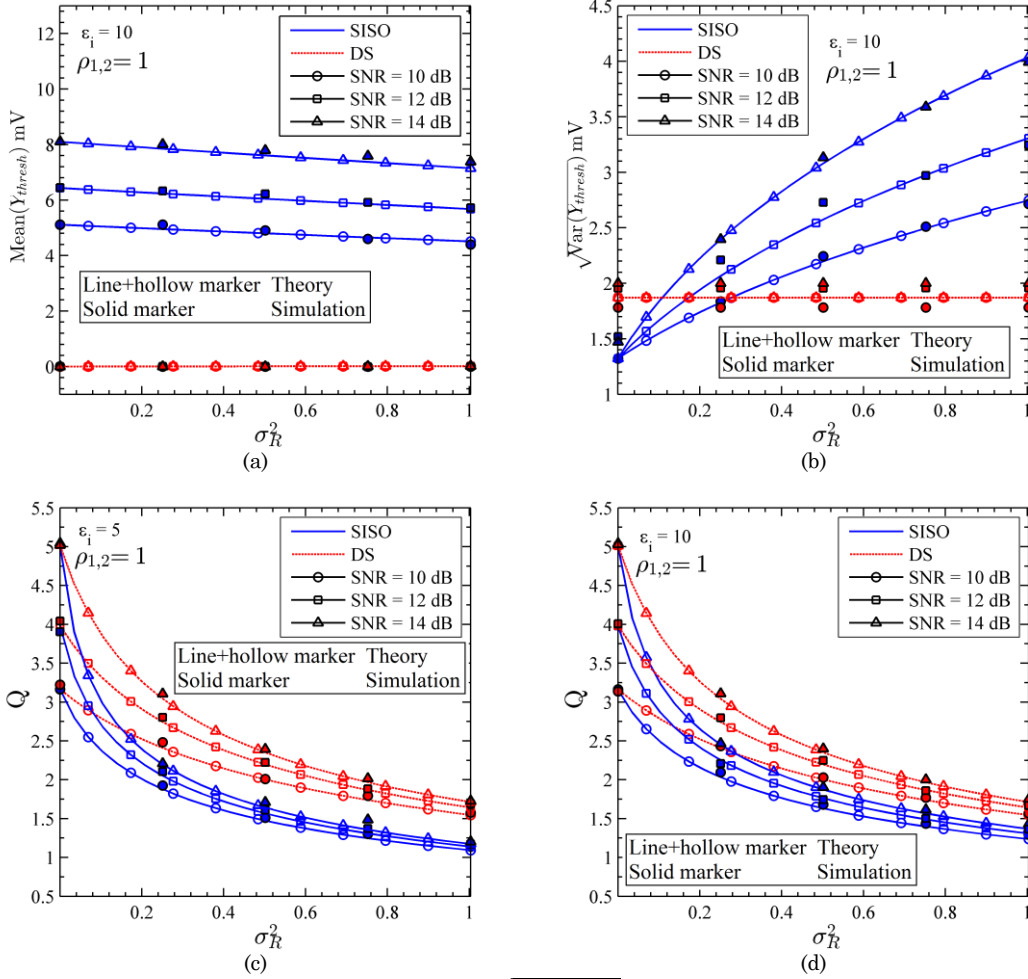 12
10
8
6
4
2
0
Mean(Y_thresh) mV
ε_i = 10
ρ_{1,2} = 1
SISO
DS
SNR = 10 dB
SNR = 12 dB
SNR = 14 dB
Line+hollow marker Theory
Solid marker Simulation
0.2 0.4 0.6 0.8 1
σ_R^2
(a)
4.5
4
3.5
3
2.5
2
1.5
1
√Var(Y_thresh) mV
SISO
DS
SNR = 10 dB
SNR = 12 dB
SNR = 14 dB
ε_i = 10
ρ_{1,2} = 1
Line+hollow marker Theory
Solid marker Simulation
0.2 0.4 0.6 0.8 1
σ_R^2
(b)
5.5
5
4.5
4
3.5
3
2.5
2
1.5
1
0.5
Q
ε_i = 5
ρ_{1,2} = 1
SISO
DS
SNR = 10 dB
SNR = 12 dB
SNR = 14 dB
Line+hollow marker Theory
Solid marker Simulation
0.2 0.4 0.6 0.8 1
σ_R^2
(c)
5.5
5
4.5
4
3.5
3
2.5
2
1.5
1
0.5
Q
ε_i = 10
ρ_{1,2} = 1
SISO
DS
SNR = 10 dB
SNR = 12 dB
SNR = 14 dB
Line+hollow marker Theory
Solid marker Simulation
0.2 0.4 0.6 0.8 1
σ_R^2
(d)